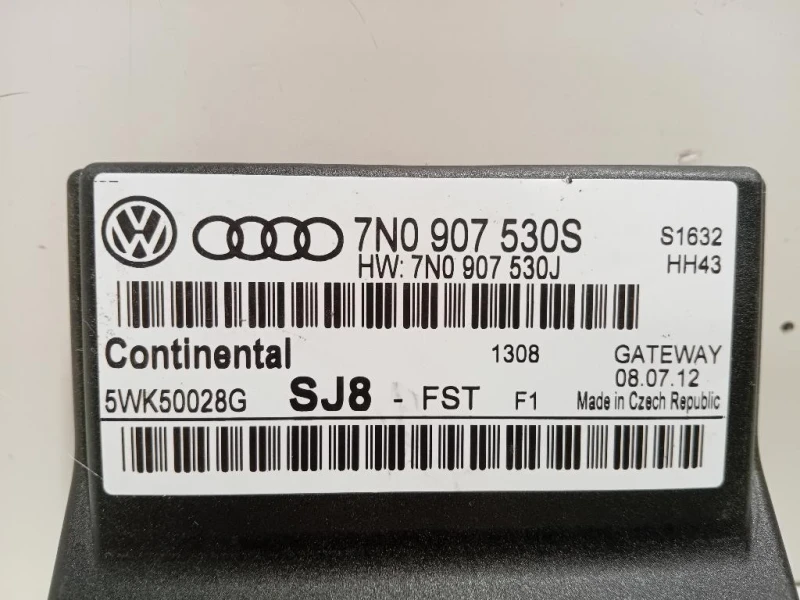 7N0 907 530S S1632
HW: 7N0 907 530J HH43
Continental 1308 GATEWAY
08.07.12
5WK50028G SJ8 - FST F1 Made in Czech Republic